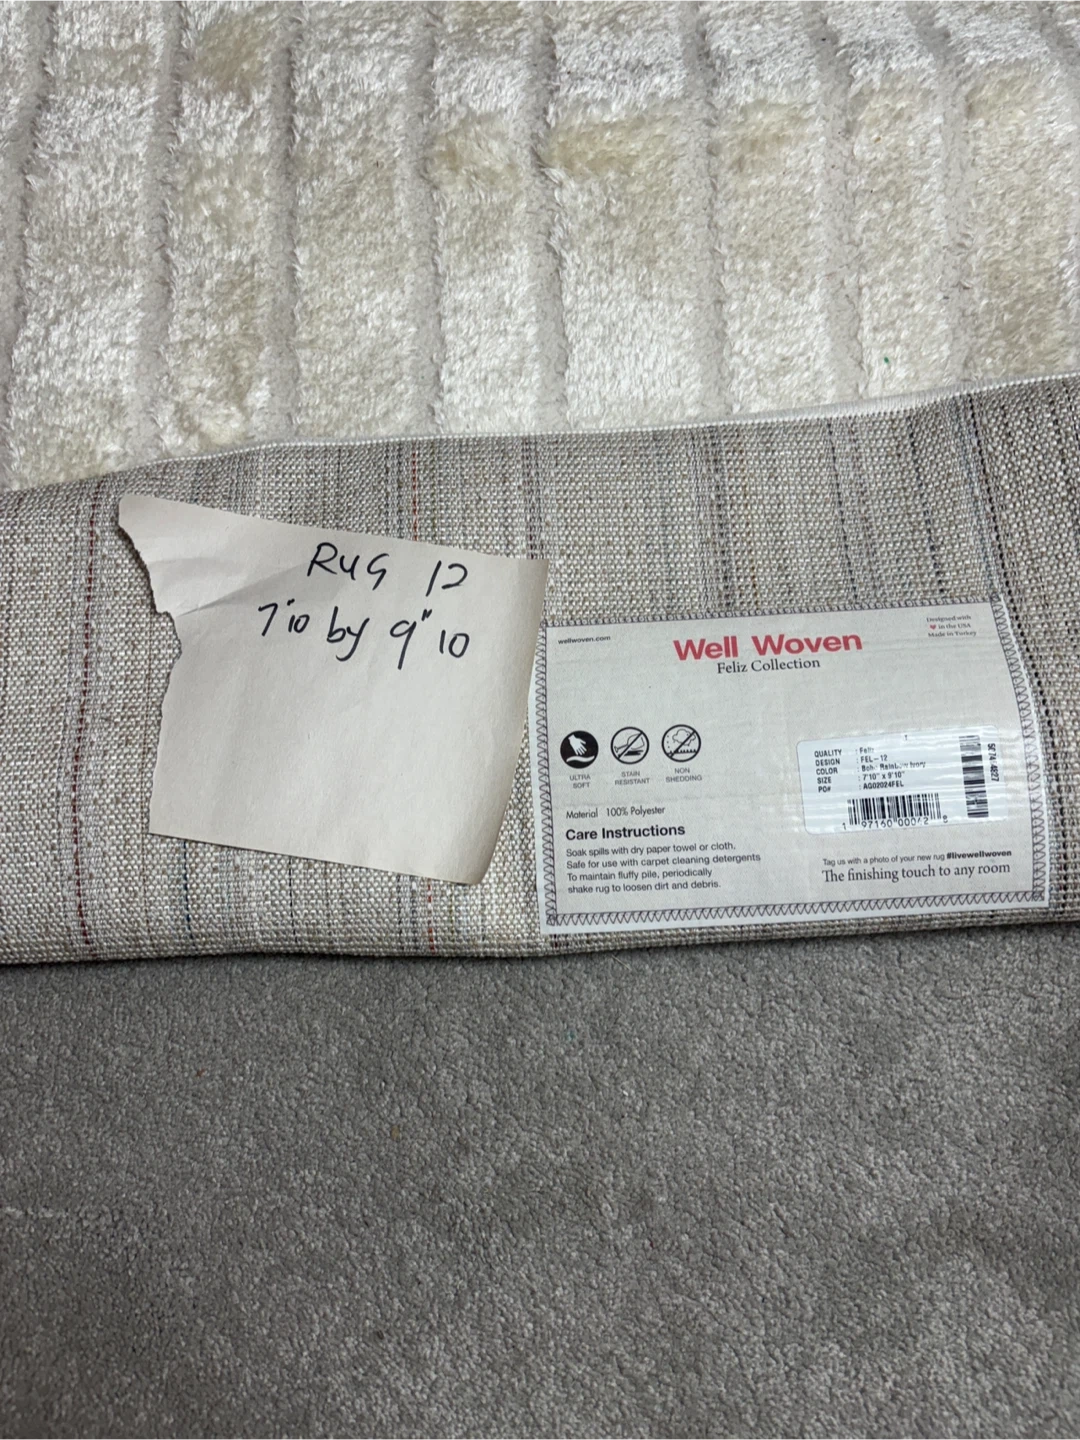 RUG 12
7"10 by 9"10
wellwoven.com
Designed with
♥ in the USA
Made in Turkey
Well Woven
Feliz Collection
ULTRA
SOFT
STAIN
RESISTANT
NON
SHEDDING
Material 100% Polyester
Care Instructions
Soak spills with dry paper towel or cloth.
Safe for use with carpet cleaning detergents
To maintain fluffy pile, periodically
shake rug to loosen dirt and debris.
1
QUALITY : Feliz
DESIGN : FEL-12
COLOR : Ivory
SIZE : 7'10" x 9'10"
PO# : AG02024FEL
Tag us with a photo of your new rug #livewellwoven
The finishing touch to any room